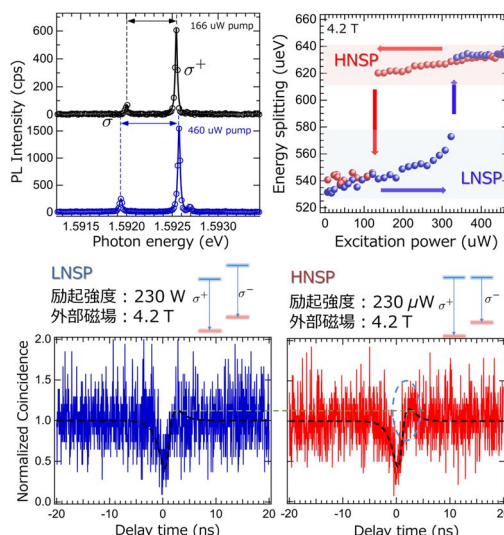 166 uW pump
σ+
σ
460 uW pump
PL Intensity (cps)
600
400
200
0
1500
1000
500
0
1.5915
1.5920
1.5925
1.5930
Photon energy (eV)
4.2 T
HNSP
LNSP
Energy splitting (ueV)
640
620
600
580
560
540
520
0
100
200
300
400
Excitation power (uW)
LNSP
励起強度：230 W
外部磁場：4.2 T
σ+
σ−
HNSP
励起強度：230 μW
外部磁場：4.2 T
σ+
σ−
Normalized Coincidence
2.0
1.5
1.0
0.5
0.0
-20
-10
0
10
20
Delay time (ns)
-20
-10
0
10
20
Delay time (ns)